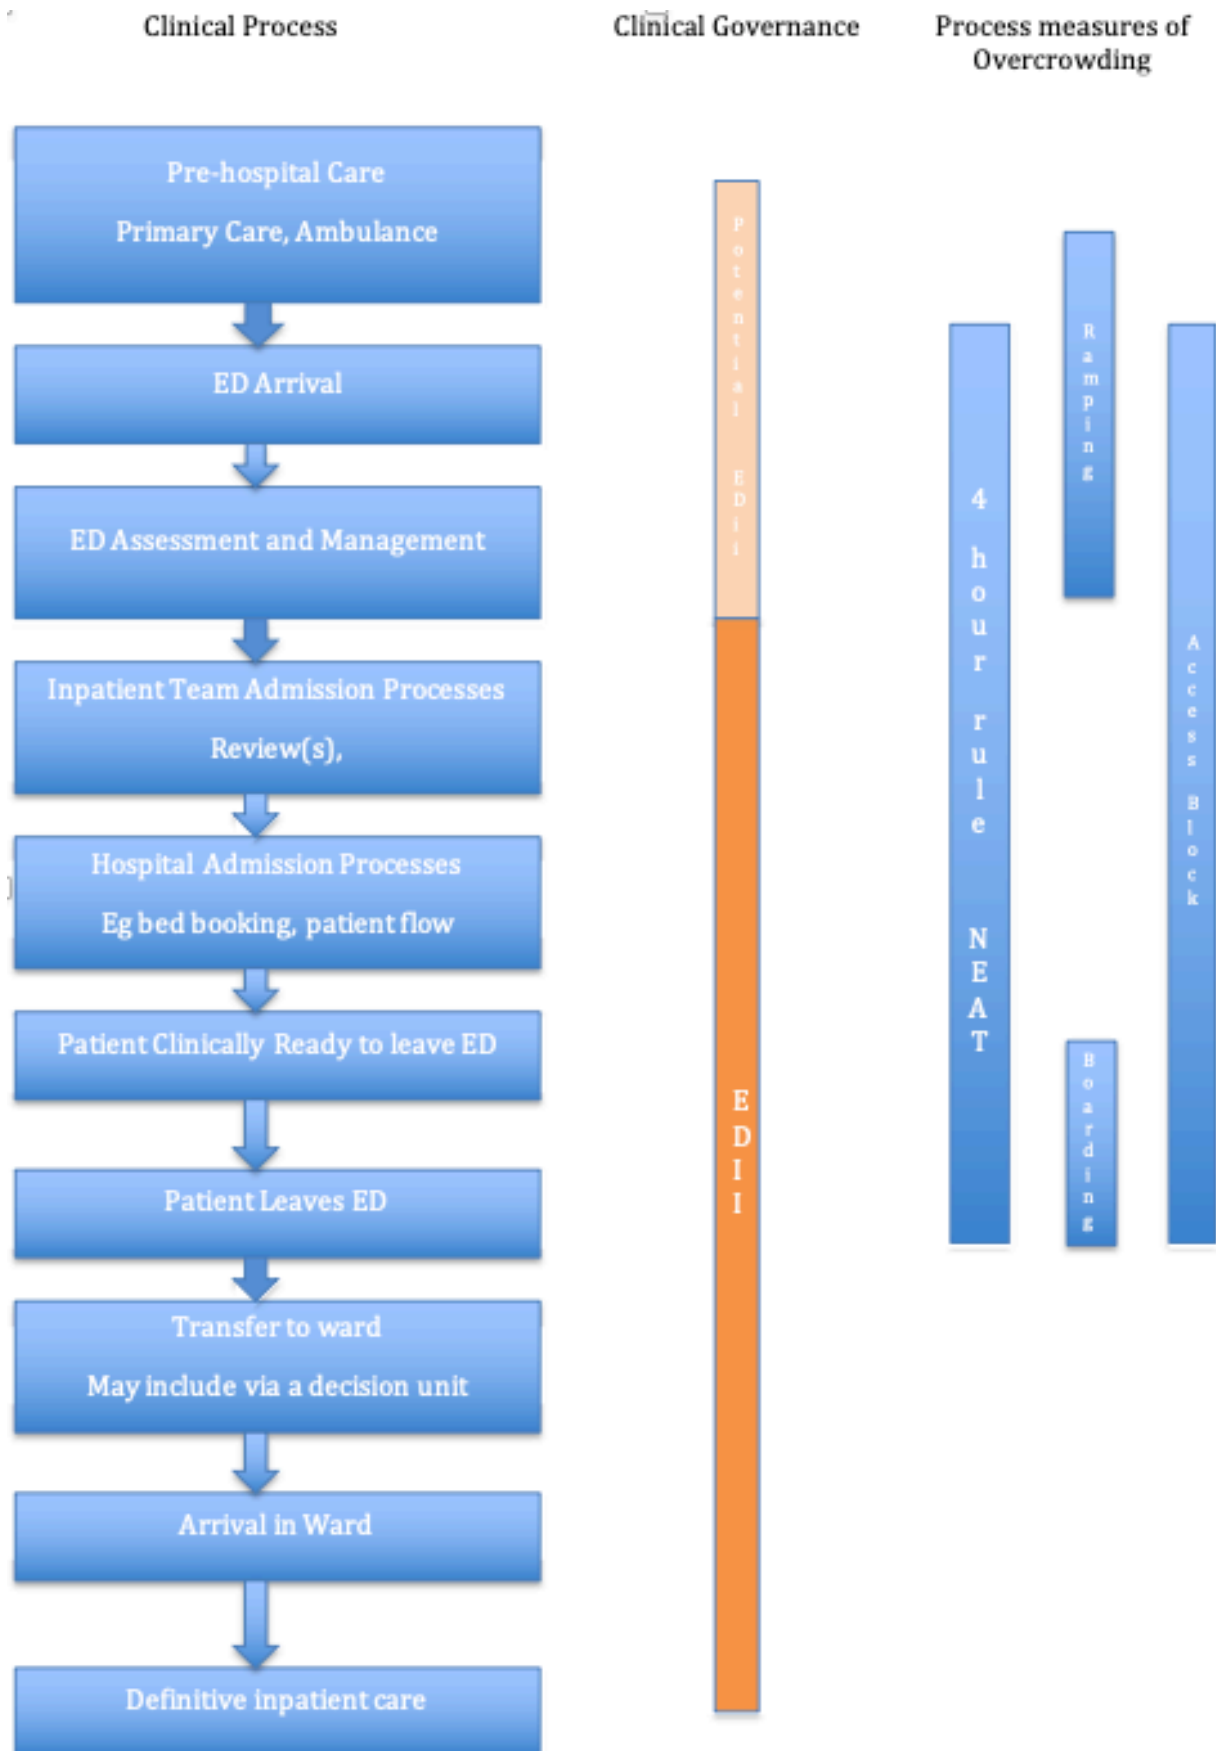 Clinical Process
Clinical Governance
Process measures of
Overcrowding
Pre-hospital Care
Primary Care, Ambulance
ED Arrival
ED Assessment and Management
Inpatient Team Admission Processes
Review(s),
Hospital Admission Processes
Eg bed booking, patient flow
Patient Clinically Ready to leave ED
Patient Leaves ED
Transfer to ward
May include via a decision unit
Arrival in Ward
Definitive inpatient care
Potential EDii
EDII
4 hour rule NEAT
Ramping
Boarding
Access Block